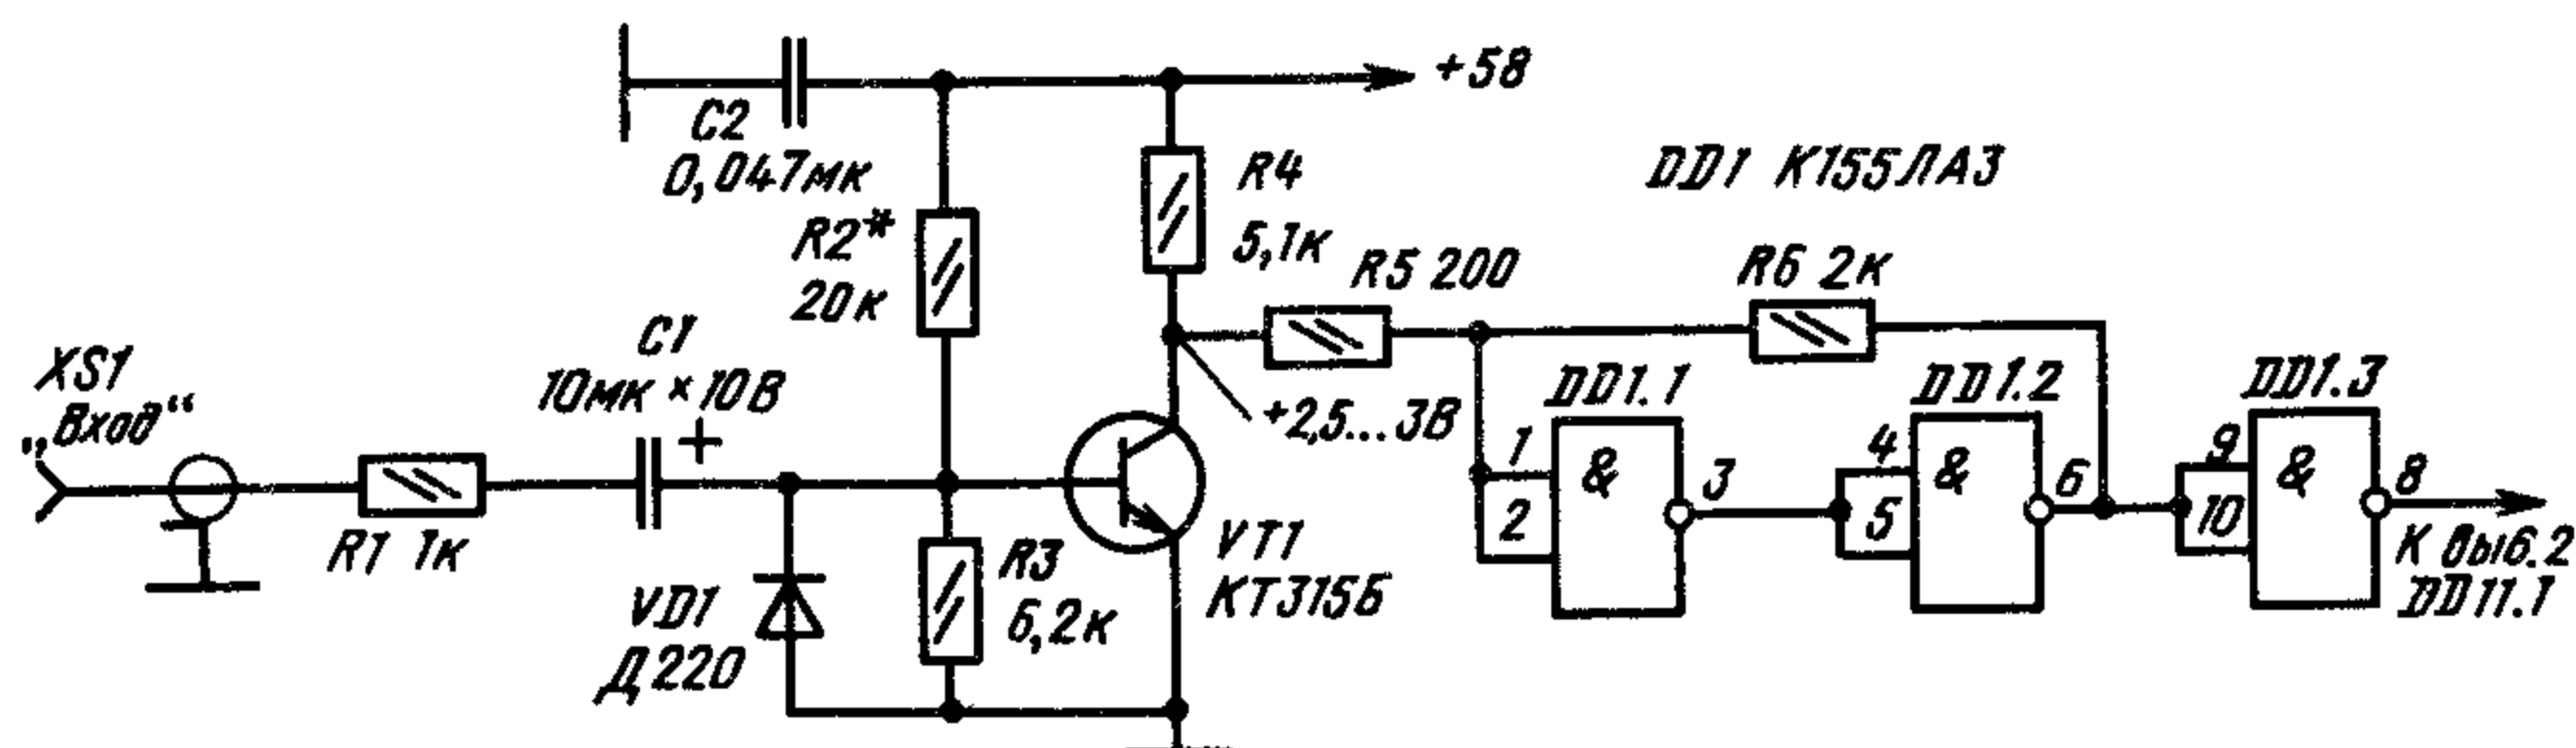 +5В
C2
0,047мк
R4
5,1к
DD1 К155ЛА3
R2*
20к
R5 200
R6 2к
C1
10мк × 10В
+
XS1
„Вход“
R1 1к
+2,5...3В
VT1
КТ315Б
VD1
Д220
R3
6,2к
DD1.1
1
2
&
3
DD1.2
4
5
&
6
DD1.3
9
10
&
8
К выв.2
DD11.1